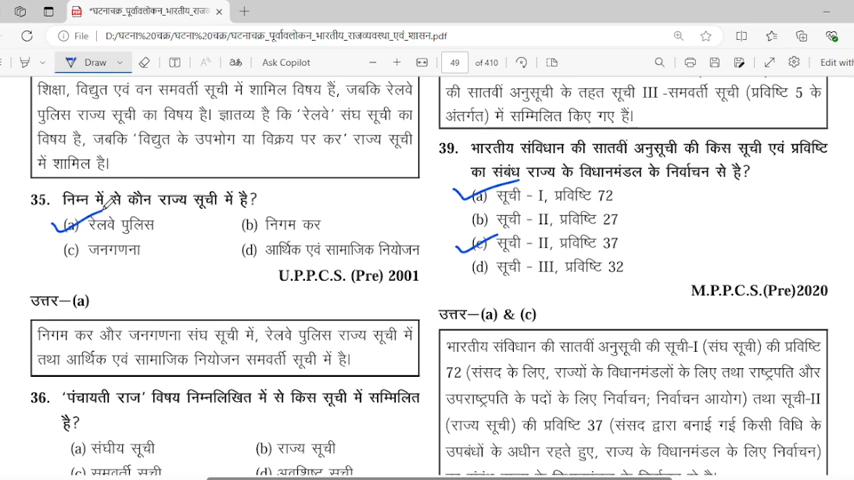 *घटनाचक्र_पूर्वावलोकन_भारतीय_राज
File
D:/घटना%20चक्र/घटना%20चक्र/घटनाचक्र_पूर्वावलोकन_भारतीय_राजव्यवस्था_एवं_शासन.pdf
Draw
Ask Copilot
49 of 410
Edit with
शिक्षा, विद्युत एवं वन समवर्ती सूची में शामिल विषय हैं, जबकि रेलवे
पुलिस राज्य सूची का विषय है। ज्ञातव्य है कि 'रेलवे' संघ सूची का
विषय है, जबकि 'विद्युत के उपभोग या विक्रय पर कर' राज्य सूची
में शामिल है।
35. निम्न में से कौन राज्य सूची में है?
(a) रेलवे पुलिस (b) निगम कर
(c) जनगणना (d) आर्थिक एवं सामाजिक नियोजन
U.P.P.C.S. (Pre) 2001
उत्तर—(a)
निगम कर और जनगणना संघ सूची में, रेलवे पुलिस राज्य सूची में
तथा आर्थिक एवं सामाजिक नियोजन समवर्ती सूची में है।
36. 'पंचायती राज' विषय निम्नलिखित में से किस सूची में सम्मिलित
है?
(a) संघीय सूची (b) राज्य सूची
(c) समवर्ती सूची (d) अवशिष्ट सूची
की सातवीं अनुसूची के तहत सूची III -समवर्ती सूची (प्रविष्टि 5 के
अंतर्गत) में सम्मिलित किए गए हैं।
39. भारतीय संविधान की सातवीं अनुसूची की किस सूची एवं प्रविष्टि
का संबंध राज्य के विधानमंडल के निर्वाचन से है?
(a) सूची - I, प्रविष्टि 72
(b) सूची - II, प्रविष्टि 27
(c) सूची - II, प्रविष्टि 37
(d) सूची - III, प्रविष्टि 32
M.P.P.C.S.(Pre)2020
उत्तर—(a) & (c)
भारतीय संविधान की सातवीं अनुसूची की सूची-I (संघ सूची) की प्रविष्टि
72 (संसद के लिए, राज्यों के विधानमंडलों के लिए तथा राष्ट्रपति और
उपराष्ट्रपति के पदों के लिए निर्वाचन; निर्वाचन आयोग) तथा सूची-II
(राज्य सूची) की प्रविष्टि 37 (संसद द्वारा बनाई गई किसी विधि के
उपबंधों के अधीन रहते हुए, राज्य के विधानमंडल के लिए निर्वाचन)